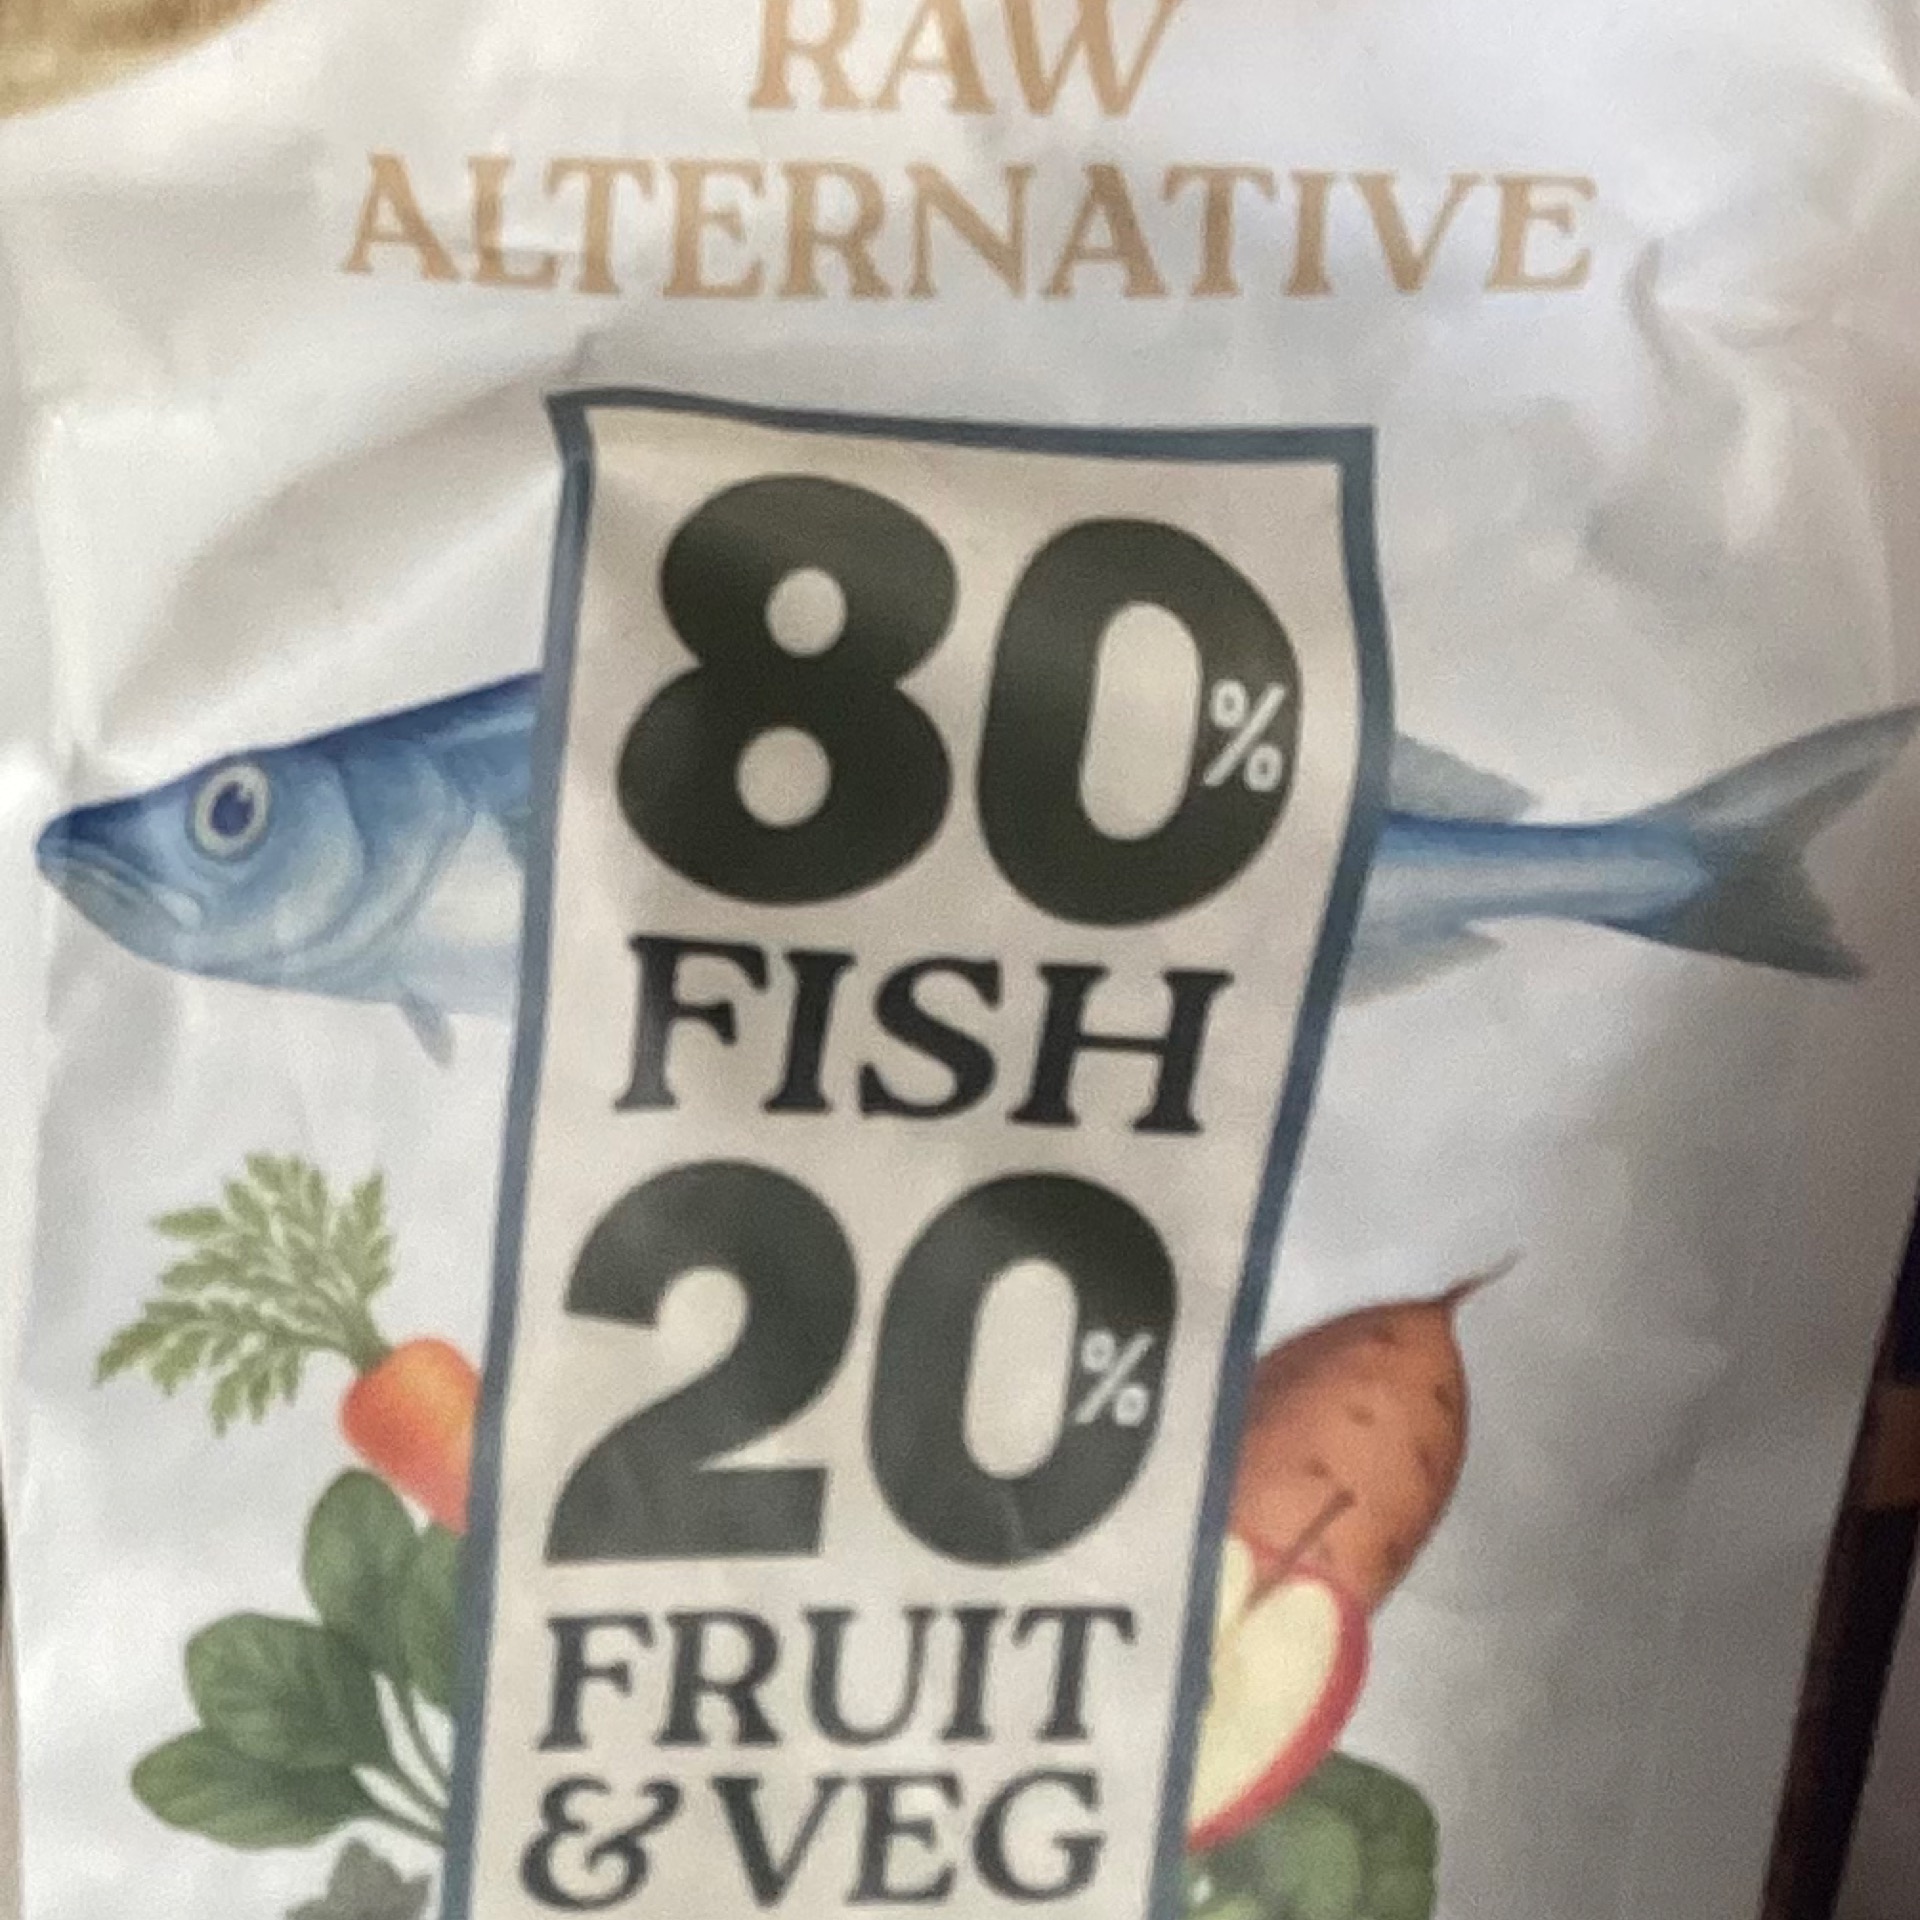 RAW
ALTERNATIVE
80%
FISH
20%
FRUIT
& VEG